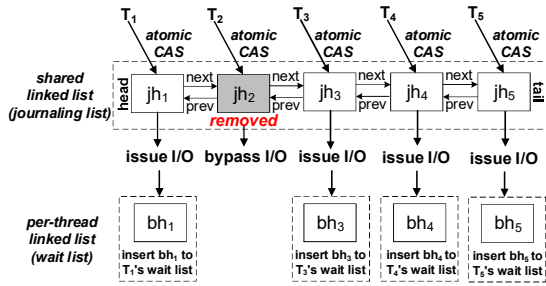 T1 T2 T3 T4 T5
atomic CAS atomic CAS atomic CAS atomic CAS atomic CAS
shared linked list (journaling list)
head jh1 next prev jh2 next prev jh3 next prev jh4 next prev jh5 tail
removed
issue I/O bypass I/O issue I/O issue I/O issue I/O
per-thread linked list (wait list)
bh1 bh3 bh4 bh5
insert bh1 to T1's wait list
insert bh3 to T3's wait list
insert bh4 to T4's wait list
insert bh5 to T5's wait list